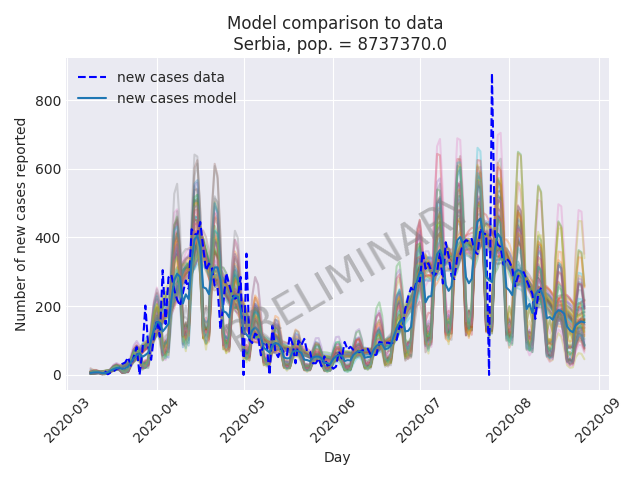 Model comparison to data
Serbia, pop. = 8737370.0
new cases data
new cases model
PRELIMINARY
Number of new cases reported
800
600
400
200
0
2020-03
2020-04
2020-05
2020-06
2020-07
2020-08
2020-09
Day